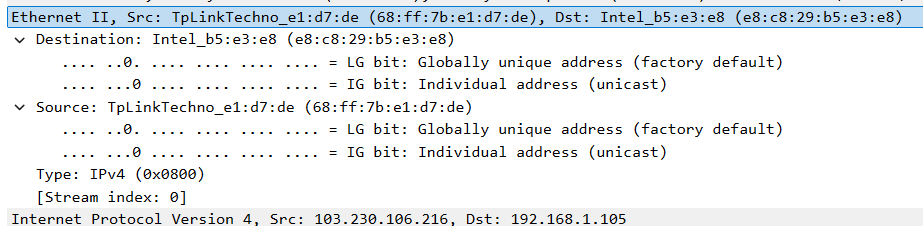 Ethernet II, Src: TpLinkTechno_e1:d7:de (68:ff:7b:e1:d7:de), Dst: Intel_b5:e3:e8 (e8:c8:29:b5:e3:e8)
Destination: Intel_b5:e3:e8 (e8:c8:29:b5:e3:e8)
.... ..0. .... .... .... .... = LG bit: Globally unique address (factory default)
.... ...0 .... .... .... .... = IG bit: Individual address (unicast)
Source: TpLinkTechno_e1:d7:de (68:ff:7b:e1:d7:de)
.... ..0. .... .... .... .... = LG bit: Globally unique address (factory default)
.... ...0 .... .... .... .... = IG bit: Individual address (unicast)
Type: IPv4 (0x0800)
[Stream index: 0]
Internet Protocol Version 4, Src: 103.230.106.216, Dst: 192.168.1.105